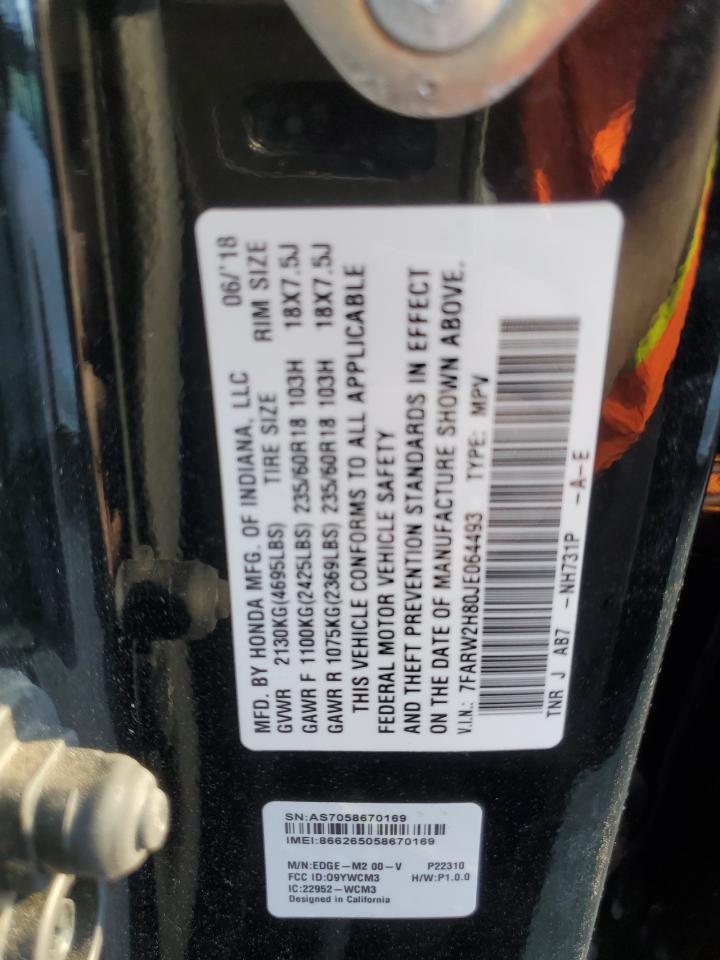 MFD. BY HONDA MFG. OF INDIANA, LLC 06/'18
GVWR 2130KG(4695LBS) TIRE SIZE RIM SIZE
GAWR F 1100KG(2425LBS) 235/60R18 103H 18X7.5J
GAWR R 1075KG(2369LBS) 235/60R18 103H 18X7.5J
THIS VEHICLE CONFORMS TO ALL APPLICABLE
FEDERAL MOTOR VEHICLE SAFETY
AND THEFT PREVENTION STANDARDS IN EFFECT
ON THE DATE OF MANUFACTURE SHOWN ABOVE.
V.I.N.: 7FARW2H80JE064493 TYPE: MPV
TNR J AB7 -NH731P -A-E
SN:AS7058670169
IMEI:866265058670169
M/N:EDGE-M2 00-V P22310
FCC ID:O9YWCM3 H/W:P1.0.0
IC:22952-WCM3
Designed in California